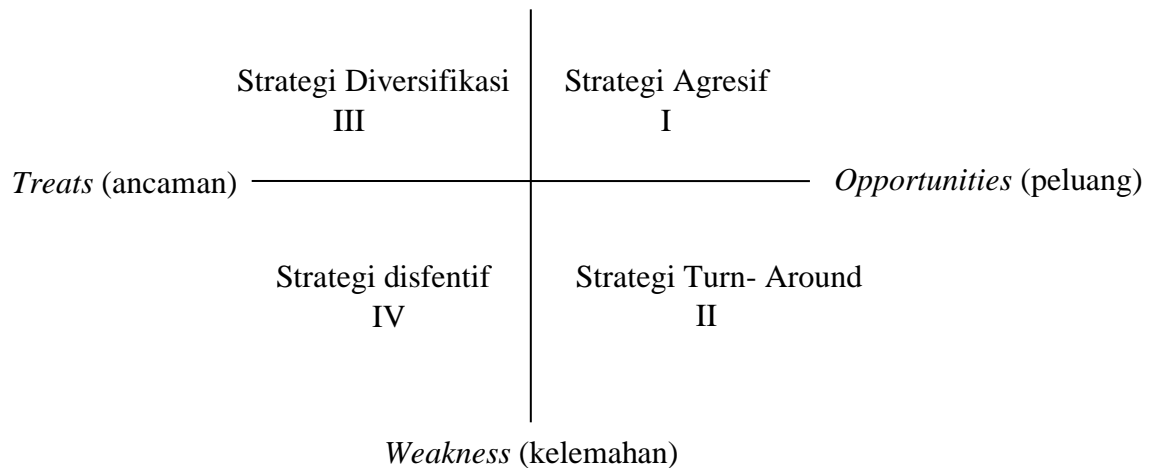 Strategi Diversifikasi
III
Strategi Agresif
I
Treats (ancaman)
Opportunities (peluang)
Strategi disfentif
IV
Strategi Turn- Around
II
Weakness (kelemahan)